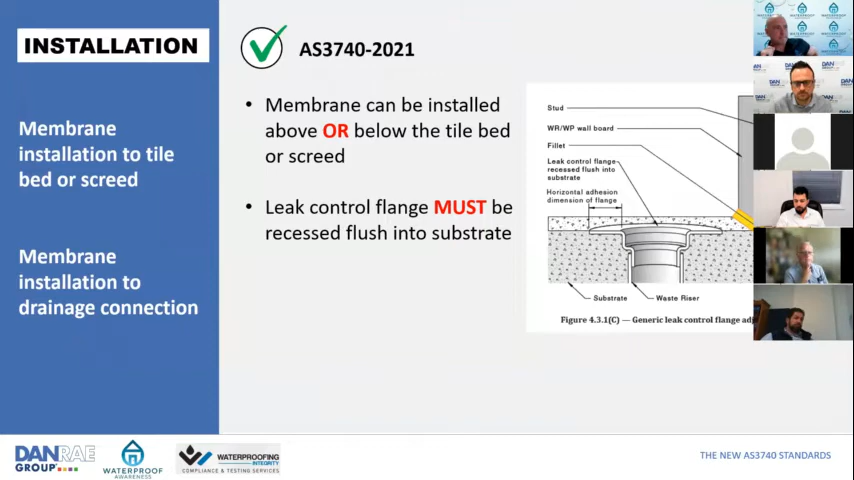 INSTALLATION
Membrane
installation to tile
bed or screed
Membrane
installation to
drainage connection
AS3740-2021
• Membrane can be installed
above OR below the tile bed
or screed
• Leak control flange MUST be
recessed flush into substrate
Stud
WR/WP wall board
Fillet
Leak control flange
recessed flush into
substrate
Horizontal adhesion
dimension of flange
Substrate
Waste Riser
Figure 4.3.1(C) — Generic leak control flange
DANRAE
GROUP
WATERPROOF
AWARENESS
WATERPROOFING
INTEGRITY
COMPLIANCE & TESTING SERVICES
THE NEW AS3740 STANDARDS